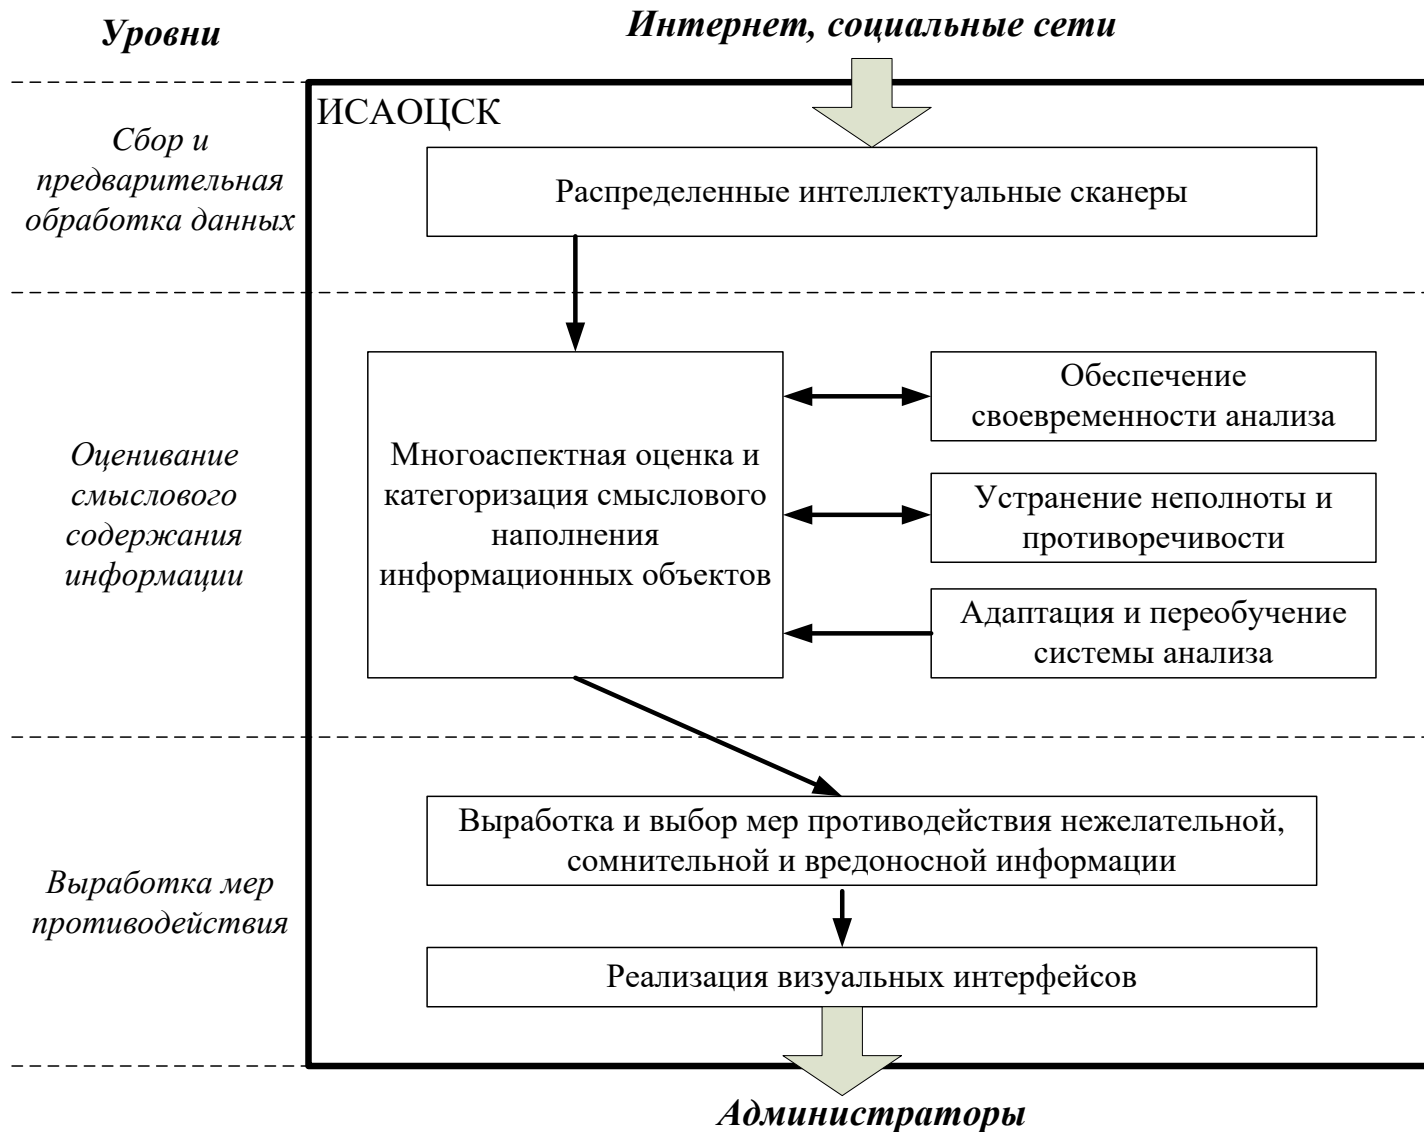 Уровни
Интернет, социальные сети
ИСАОЦСК
Сбор и
предварительная
обработка данных
Распределенные интеллектуальные сканеры
Оценивание
смыслового
содержания
информации
Многоаспектная оценка и
категоризация смыслового
наполнения
информационных объектов
Обеспечение
своевременности анализа
Устранение неполноты и
противоречивости
Адаптация и переобучение
системы анализа
Выработка мер
противодействия
Выработка и выбор мер противодействия нежелательной,
сомнительной и вредоносной информации
Реализация визуальных интерфейсов
Администраторы